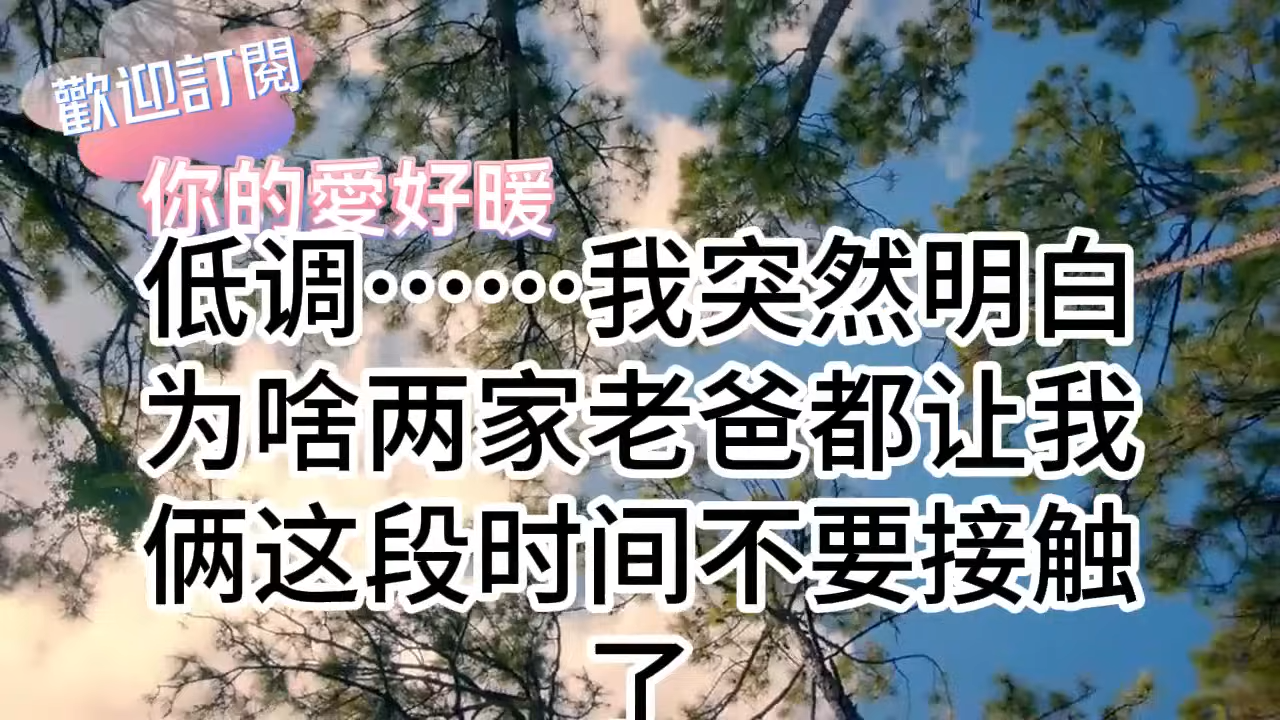 歡迎訂閱
你的愛好暖
低调……我突然明白
为啥两家老爸都让我
俩这段时间不要接触
了